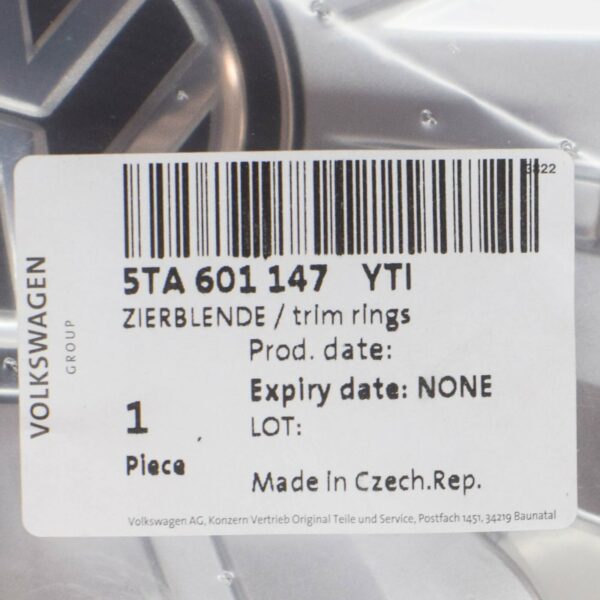 3822
5TA 601 147 YTI
ZIERBLENDE / trim rings
Prod. date:
Expiry date: NONE
LOT:
1
Piece
Made in Czech.Rep.
VOLKSWAGEN
GROUP
Volkswagen AG, Konzern Vertrieb Original Teile und Service, Postfach 1451, 34219 Baunatal